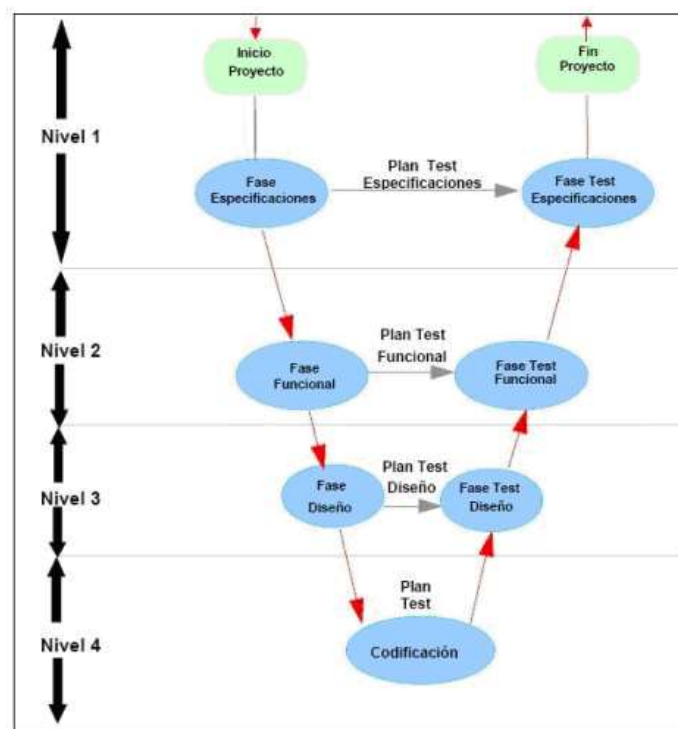 Inicio
Proyecto
Fin
Proyecto
Nivel 1
Fase
Especificaciones
Plan Test
Especificaciones
Fase Test
Especificaciones
Nivel 2
Fase
Funcional
Plan Test
Funcional
Fase Test
Funcional
Nivel 3
Fase
Diseño
Plan Test
Diseño
Fase Test
Diseño
Nivel 4
Plan
Test
Codificación